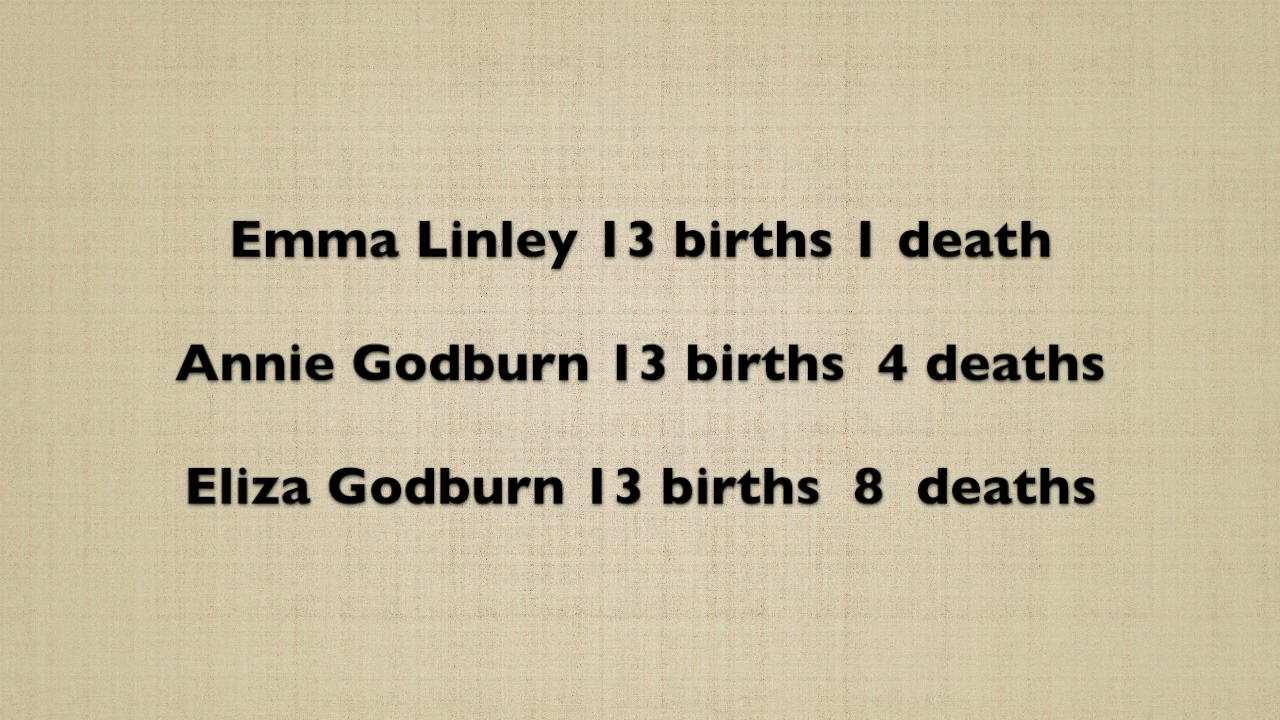 Emma Linley 13 births 1 death
Annie Godburn 13 births 4 deaths
Eliza Godburn 13 births 8 deaths